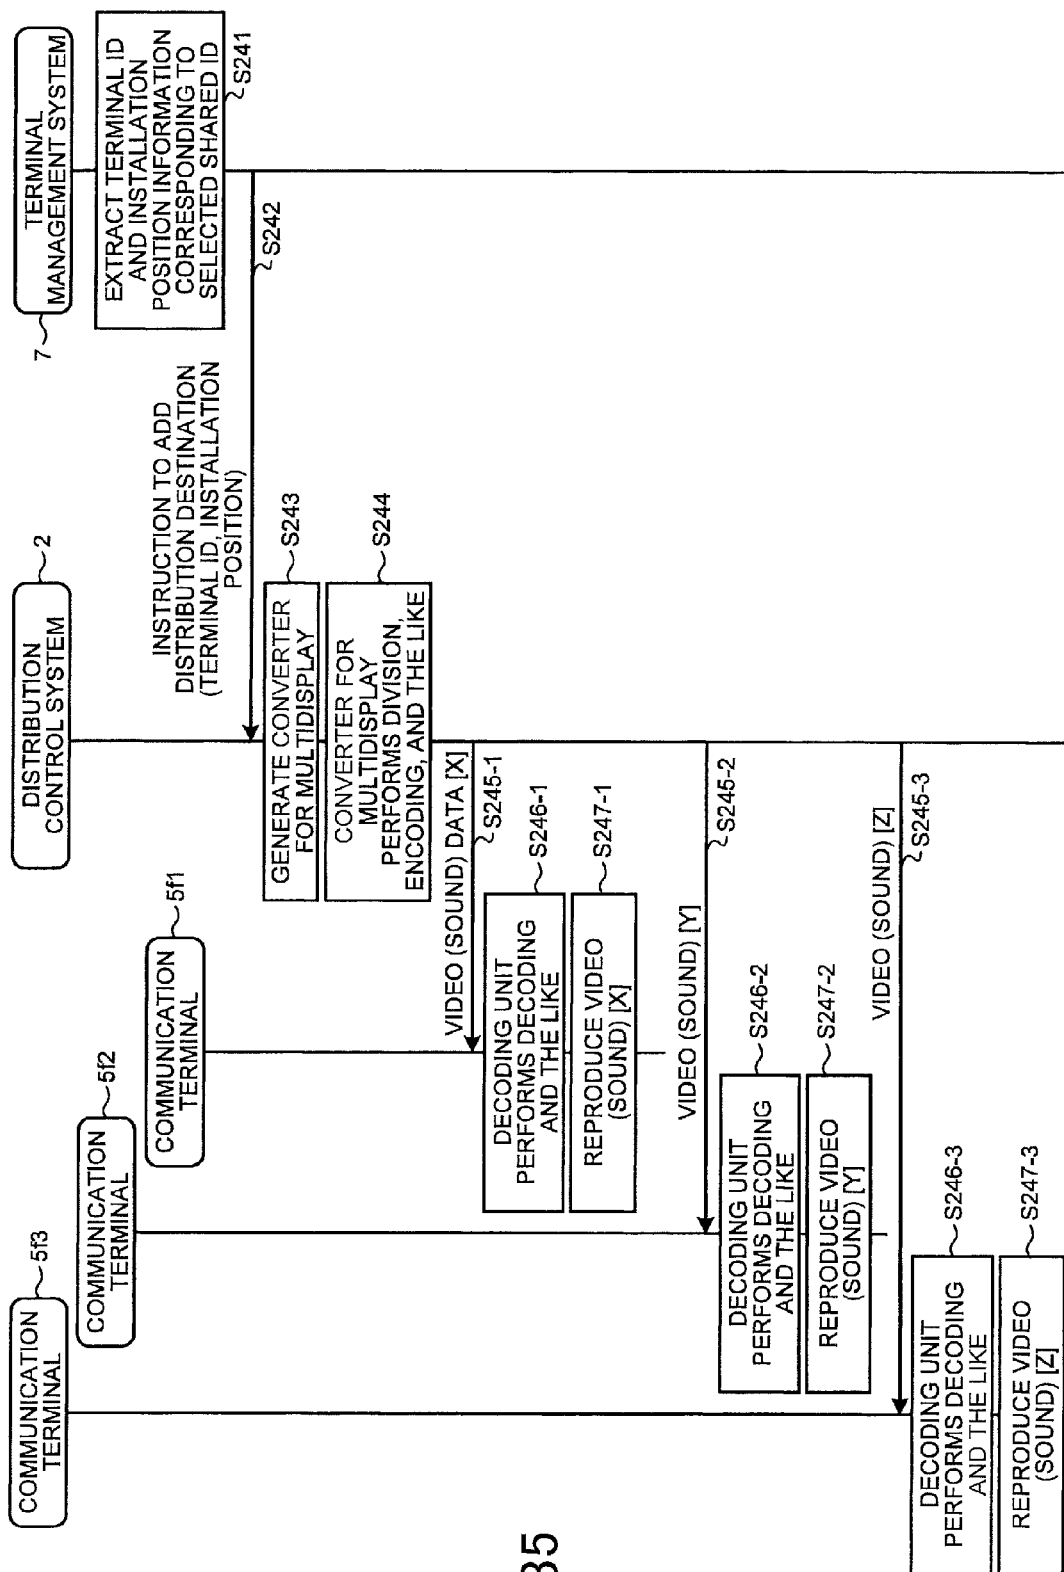 COMMUNICATION
TERMINAL
5f3
COMMUNICATION
TERMINAL
5f2
COMMUNICATION
TERMINAL
5f1
DISTRIBUTION
CONTROL SYSTEM
2
TERMINAL
MANAGEMENT SYSTEM
7
EXTRACT TERMINAL ID
AND INSTALLATION
POSITION INFORMATION
CORRESPONDING TO
SELECTED SHARED ID
S241
INSTRUCTION TO ADD
DISTRIBUTION DESTINATION
(TERMINAL ID, INSTALLATION
POSITION)
S242
GENERATE CONVERTER
FOR MULTIDISPLAY
S243
CONVERTER FOR
MULTIDISPLAY
PERFORMS DIVISION,
ENCODING, AND THE LIKE
S244
VIDEO (SOUND) DATA [X]
S245-1
DECODING UNIT
PERFORMS DECODING
AND THE LIKE
S246-1
REPRODUCE VIDEO
(SOUND) [X]
S247-1
VIDEO (SOUND) [Y]
S245-2
DECODING UNIT
PERFORMS DECODING
AND THE LIKE
S246-2
REPRODUCE VIDEO
(SOUND) [Y]
S247-2
VIDEO (SOUND) [Z]
S245-3
DECODING UNIT
PERFORMS DECODING
AND THE LIKE
S246-3
REPRODUCE VIDEO
(SOUND) [Z]
S247-3
35